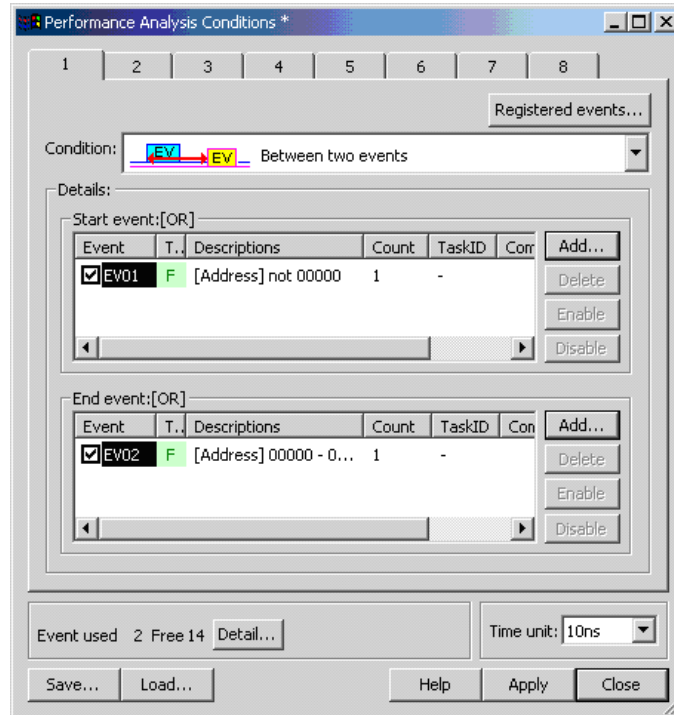 Performance Analysis Conditions *
1 2 3 4 5 6 7 8
Registered events...
Condition: EV EV Between two events
Details:
Start event:[OR]
Event T.. Descriptions Count TaskID Com Add...
EV01 F [Address] not 00000 1 - Delete
Enable
Disable
End event:[OR]
Event T.. Descriptions Count TaskID Con Add...
EV02 F [Address] 00000 - 0... 1 - Delete
Enable
Disable
Event used 2 Free 14 Detail... Time unit: 10ns
Save... Load... Help Apply Close